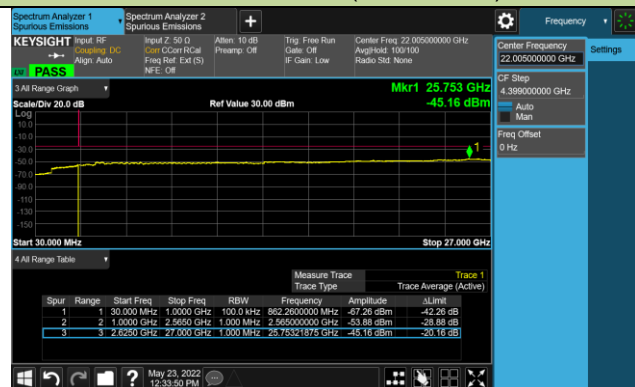 Spectrum Analyzer 1
Spurious Emissions
Spectrum Analyzer 2
Spurious Emissions
Frequency
KEYSIGHT
Input: RF
Coupling: DC
Align: Auto
Input Z: 50 Ω
Corr CCorr RCal
Freq Ref: Ext (S)
NFE: Off
Atten: 10 dB
Preamp: Off
Trig: Free Run
Gate: Off
IF Gain: Low
Center Freq: 22.005000000 GHz
Avg|Hold: 100/100
Radio Std: None
PASS
Center Frequency
22.005000000 GHz
Settings
CF Step
4.399000000 GHz
Auto
Man
Freq Offset
0 Hz
3 All Range Graph
Mkr1 25.753 GHz
Scale/Div 20.0 dB
Ref Value 30.00 dBm
-45.16 dBm
Log
10.0
-10.0
-30.0
-50.0
-70.0
-90.0
-110
-130
-150
1
Start 30.000 MHz
Stop 27.000 GHz
4 All Range Table
Measure Trace Trace 1
Trace Type Trace Average (Active)
Spur Range Start Freq Stop Freq RBW Frequency Amplitude ΔLimit
1 1 30.000 MHz 1.0000 GHz 100.0 kHz 862.2600000 MHz -67.26 dBm -42.26 dB
2 2 1.0000 GHz 2.5650 GHz 1.000 MHz 2.565000000 GHz -53.88 dBm -28.88 dB
3 3 2.6250 GHz 27.000 GHz 1.000 MHz 25.75321875 GHz -45.16 dBm -20.16 dB
May 23, 2022
12:33:50 PM